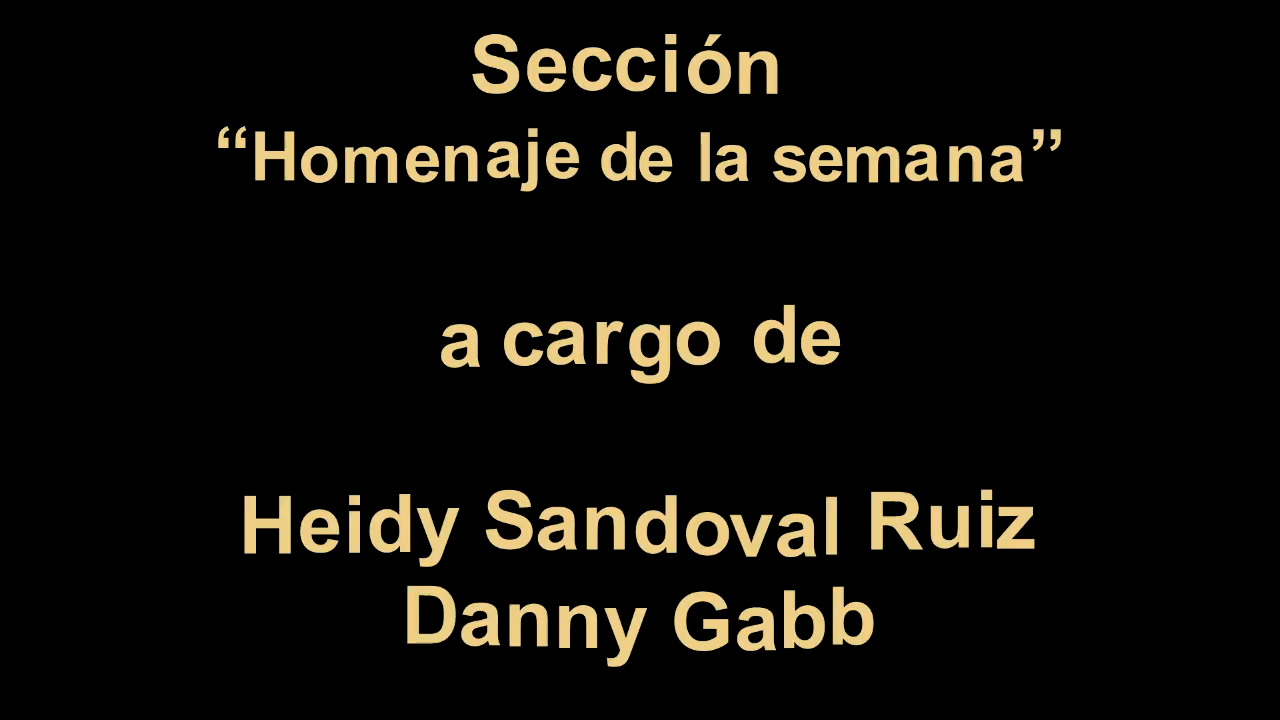 Sección
“Homenaje de la semana”
a cargo de
Heidy Sandoval Ruiz
Danny Gabb